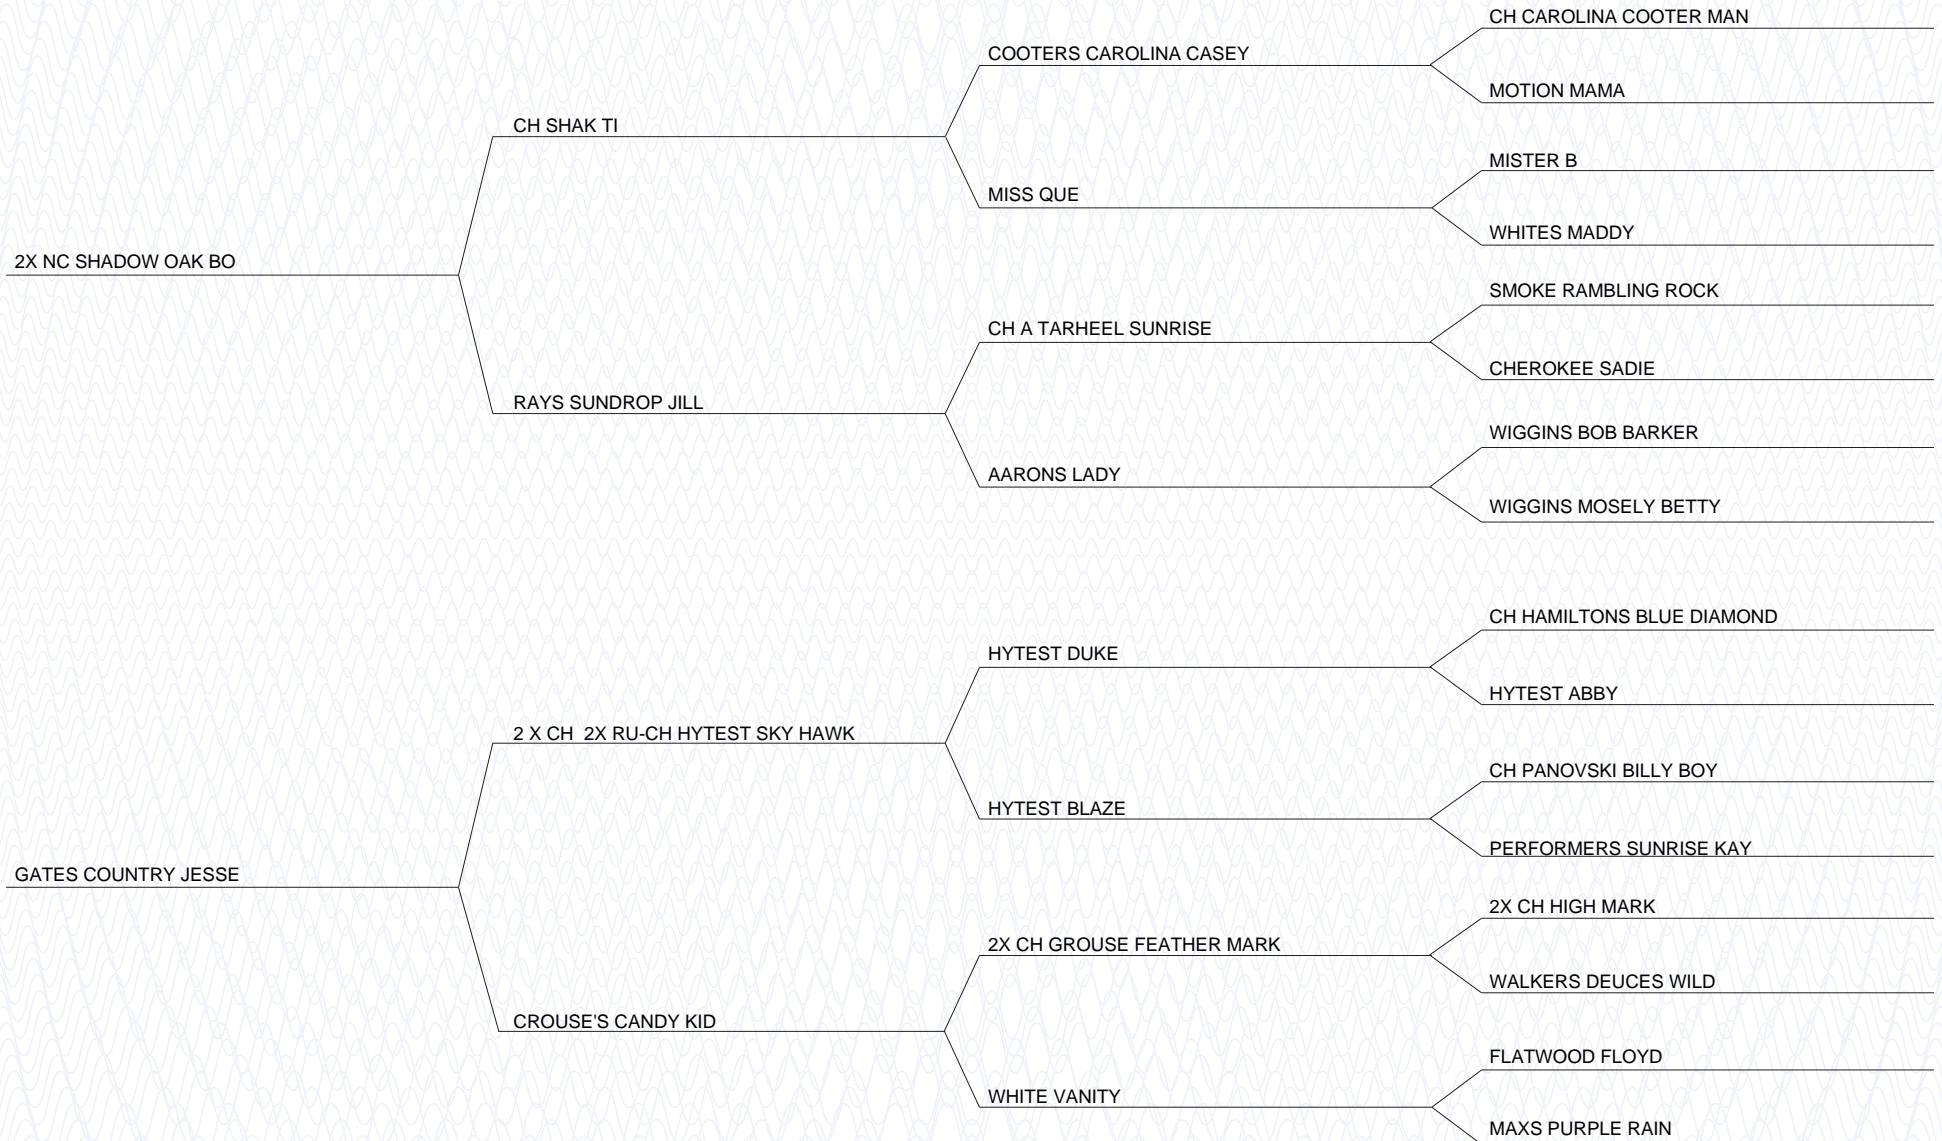 CH CAROLINA COOTER MAN
COOTERS CAROLINA CASEY
MOTION MAMA
CH SHAK TI
MISTER B
MISS QUE
WHITES MADDY
2X NC SHADOW OAK BO
SMOKE RAMBLING ROCK
CH A TARHEEL SUNRISE
CHEROKEE SADIE
RAYS SUNDROP JILL
WIGGINS BOB BARKER
AARONS LADY
WIGGINS MOSELY BETTY
CH HAMILTONS BLUE DIAMOND
HYTEST DUKE
HYTEST ABBY
2 X CH  2X RU-CH HYTEST SKY HAWK
CH PANOVSKI BILLY BOY
HYTEST BLAZE
PERFORMERS SUNRISE KAY
GATES COUNTRY JESSE
2X CH HIGH MARK
2X CH GROUSE FEATHER MARK
WALKERS DEUCES WILD
CROUSE'S CANDY KID
FLATWOOD FLOYD
WHITE VANITY
MAXS PURPLE RAIN